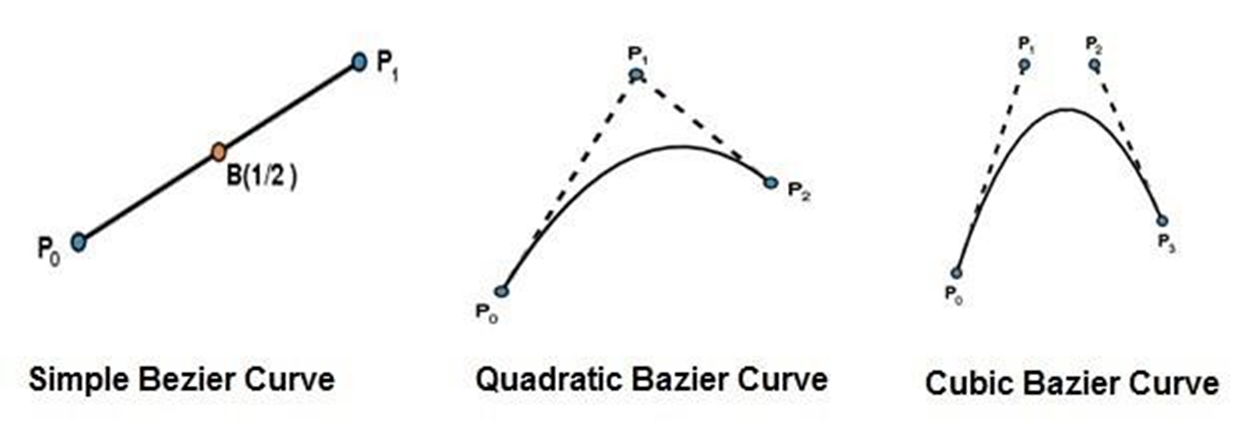 P0
B(1/2 )
P1
Simple Bezier Curve
P0
P1
P2
Quadratic Bazier Curve
P0
P1
P2
P3
Cubic Bazier Curve